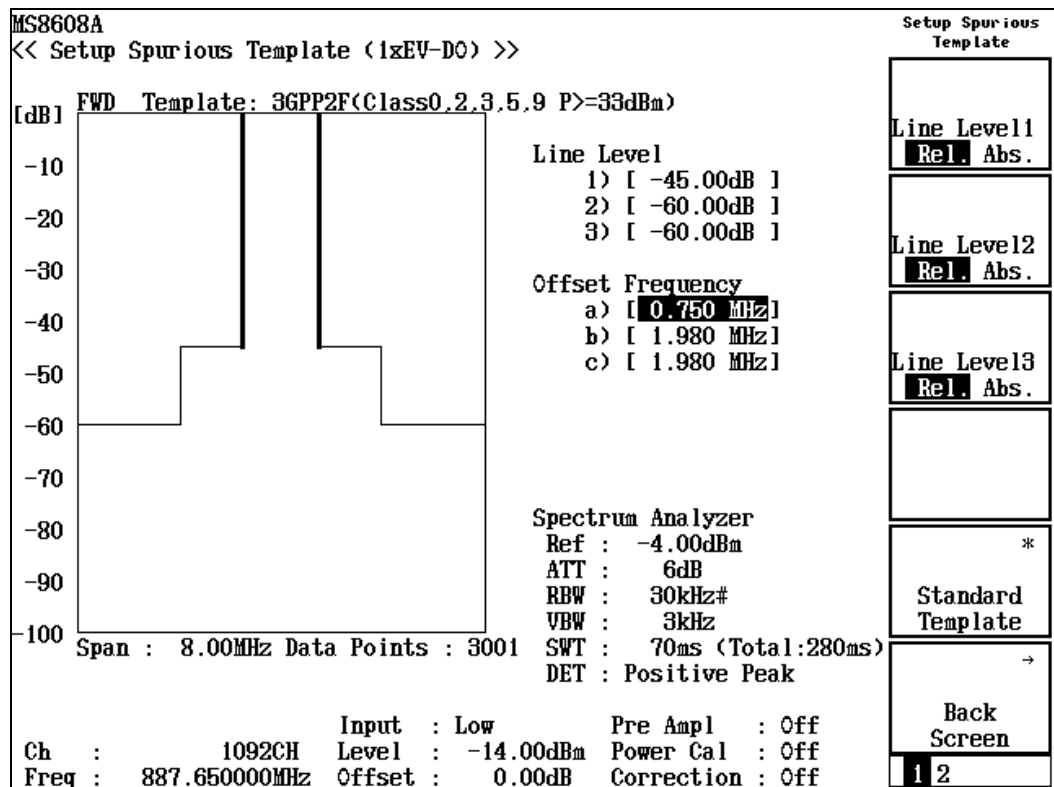 MS8608A
<< Setup Spurious Template (1xEV-DO) >>
[dB] FWD Template: 3GPP2F(Class0,2,3,5,9 P>=33dBm)
-10
-20
-30
-40
-50
-60
-70
-80
-90
-100
Span : 8.00MHz Data Points : 3001
Line Level
1) [ -45.00dB ]
2) [ -60.00dB ]
3) [ -60.00dB ]
Offset Frequency
a) [ 0.750 MHz]
b) [ 1.980 MHz]
c) [ 1.980 MHz]
Spectrum Analyzer
Ref : -4.00dBm
ATT : 6dB
RBW : 30kHz#
VBW : 3kHz
SWT : 70ms (Total:280ms)
DET : Positive Peak
Input : Low Pre Ampl : Off
Ch : 1092CH Level : -14.00dBm Power Cal : Off
Freq : 887.650000MHz Offset : 0.00dB Correction : Off
Setup Spurious
Template
Line Level1
Rel. Abs.
Line Level2
Rel. Abs.
Line Level3
Rel. Abs.
*
Standard
Template
→
Back
Screen
1 2